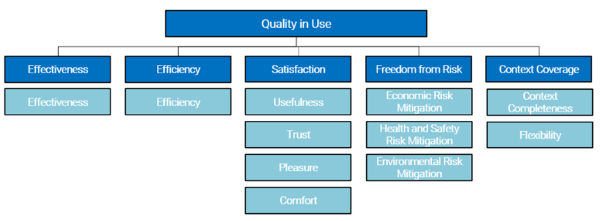 Quality in Use
Effectiveness
Efficiency
Satisfaction
Freedom from Risk
Context Coverage
Effectiveness
Efficiency
Usefulness
Economic Risk
Mitigation
Context
Completeness
Trust
Health and Safety
Risk Mitigation
Flexibility
Pleasure
Environmental Risk
Mitigation
Comfort